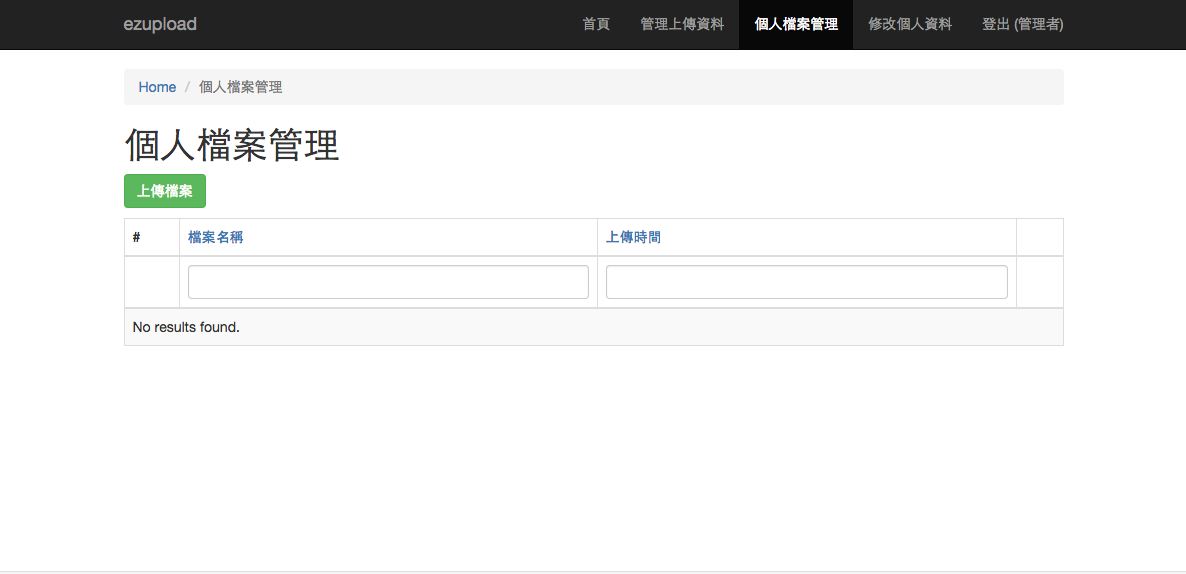 ezupload 首頁 管理上傳資料 個人檔案管理 修改個人資料 登出 (管理者)
Home / 個人檔案管理
個人檔案管理
上傳檔案
# 檔案名稱 上傳時間
No results found.